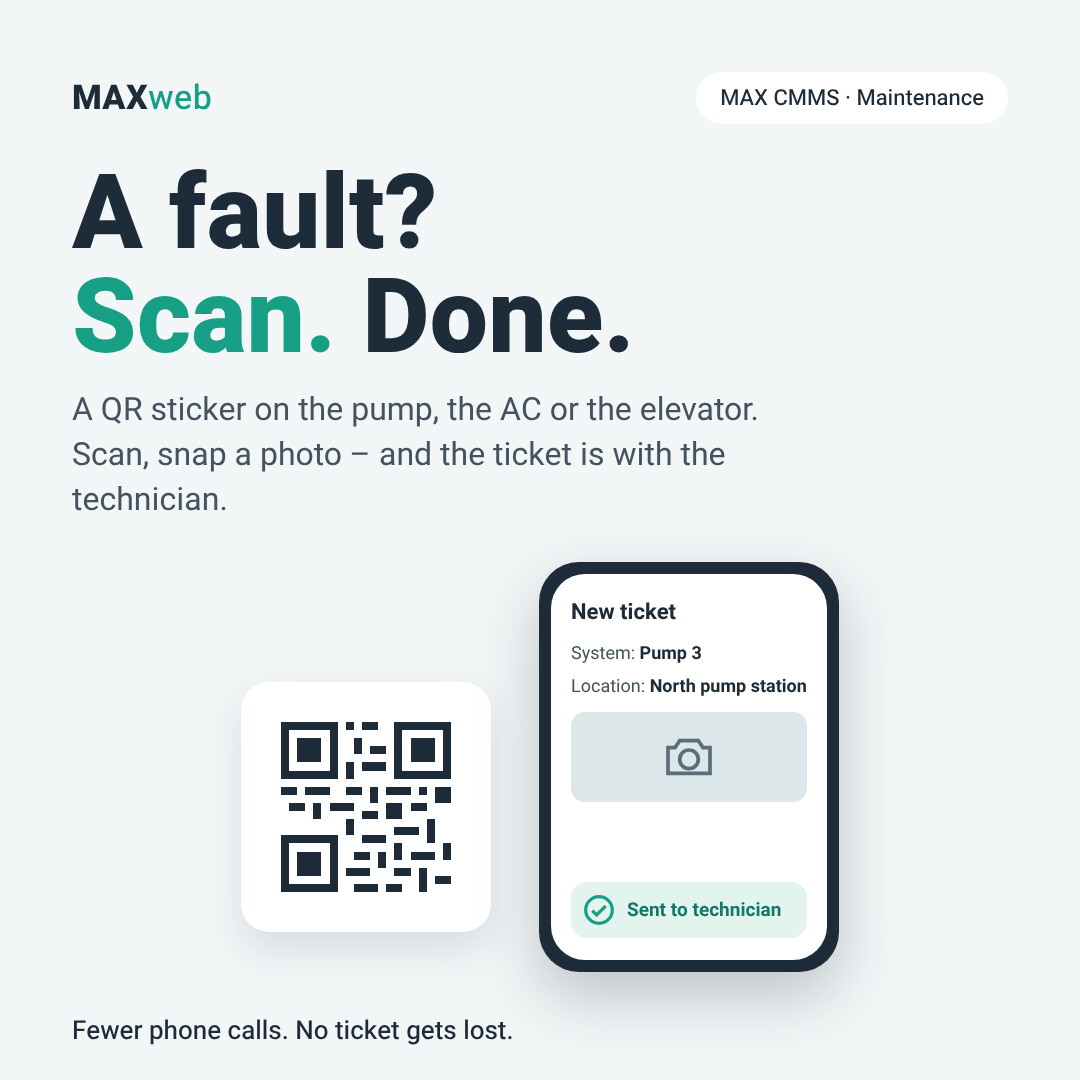 MAXweb
MAX CMMS · Maintenance
A fault?
Scan. Done.
A QR sticker on the pump, the AC or the elevator.
Scan, snap a photo – and the ticket is with the
technician.
New ticket
System: Pump 3
Location: North pump station
Sent to technician
Fewer phone calls. No ticket gets lost.